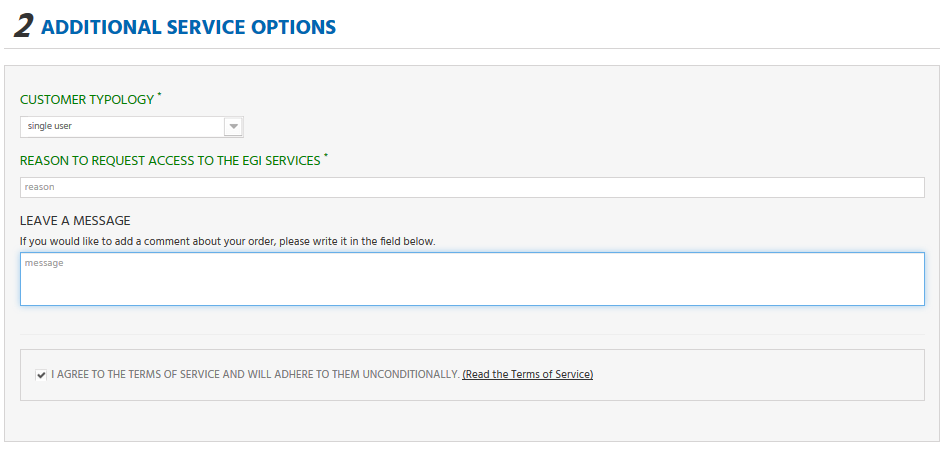 2 ADDITIONAL SERVICE OPTIONS
CUSTOMER TYPOLOGY *
single user
REASON TO REQUEST ACCESS TO THE EGI SERVICES *
reason
LEAVE A MESSAGE
If you would like to add a comment about your order, please write it in the field below.
message
I AGREE TO THE TERMS OF SERVICE AND WILL ADHERE TO THEM UNCONDITIONALLY. (Read the Terms of Service)